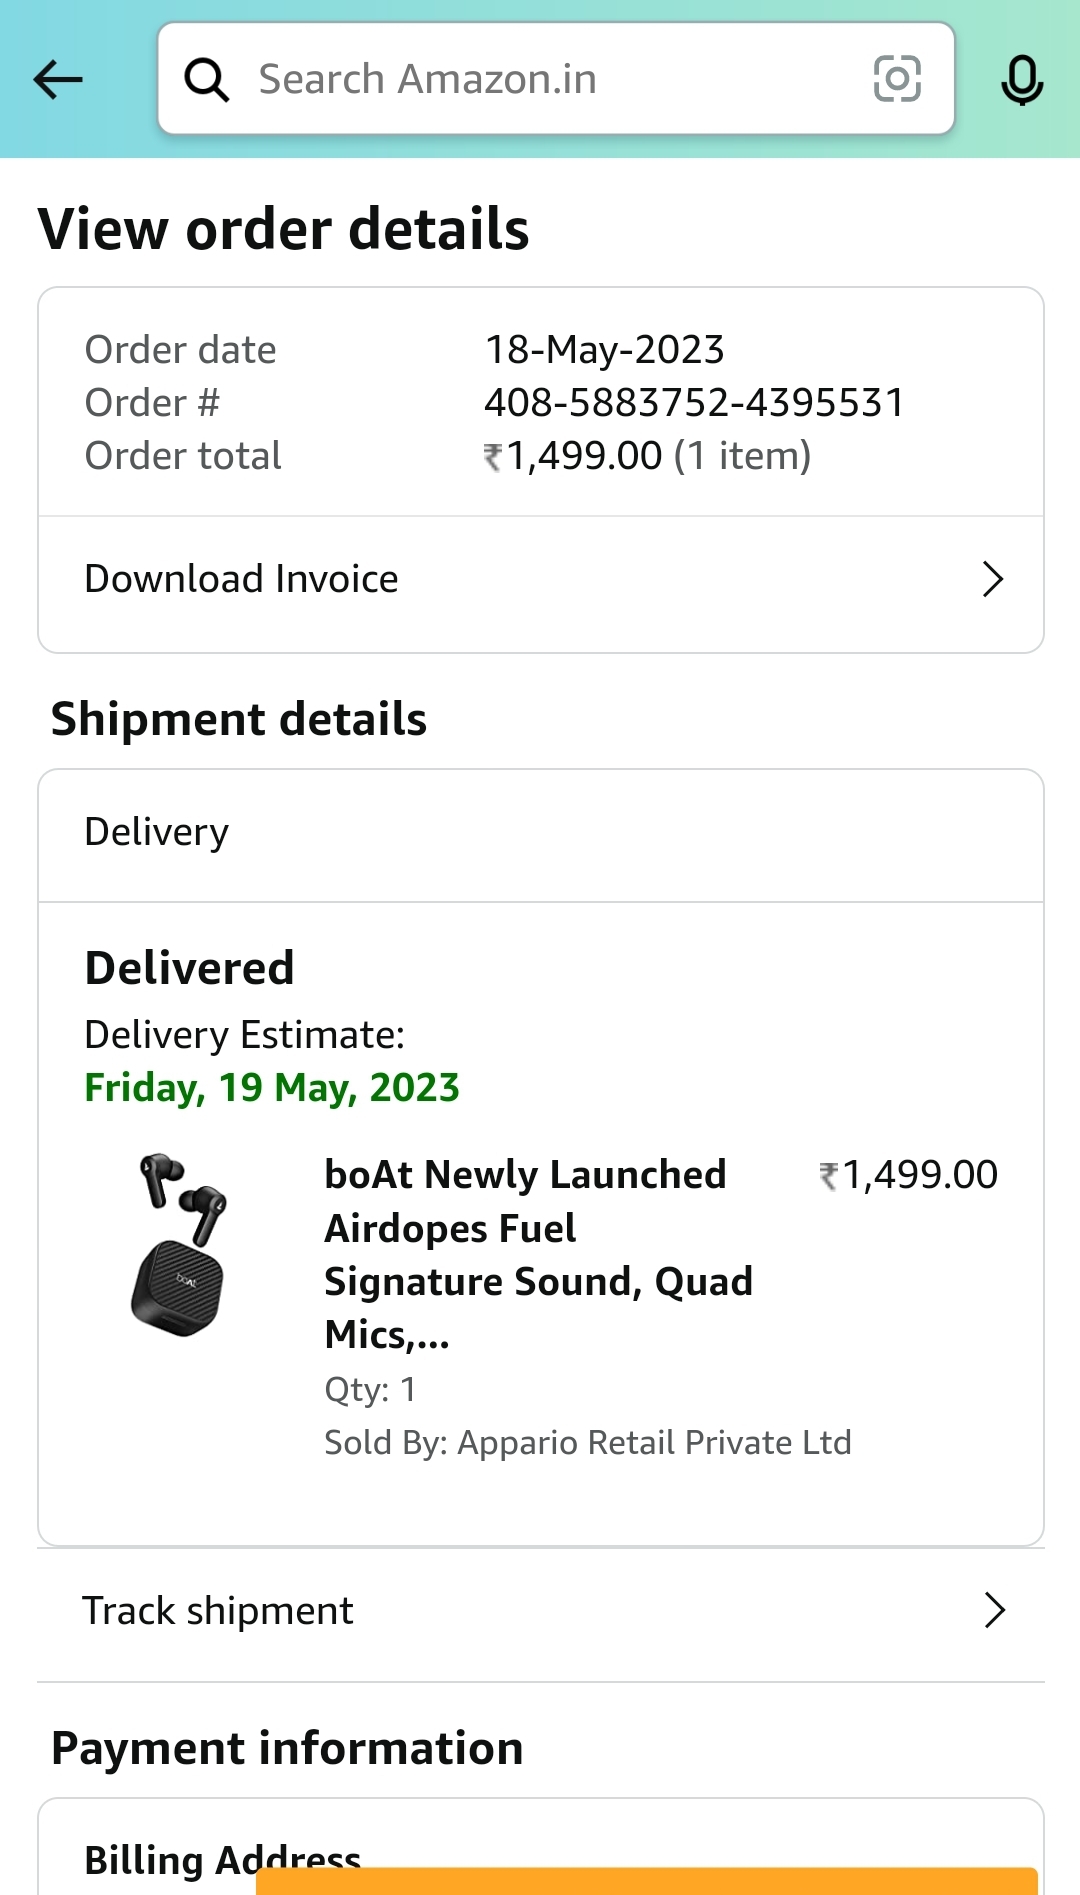 Search Amazon.in
View order details
Order date 18-May-2023
Order # 408-5883752-4395531
Order total ₹1,499.00 (1 item)
Download Invoice
Shipment details
Delivery
Delivered
Delivery Estimate:
Friday, 19 May, 2023
boAt Newly Launched ₹1,499.00
Airdopes Fuel
Signature Sound, Quad
Mics,...
Qty: 1
Sold By: Appario Retail Private Ltd
boAt
Track shipment
Payment information
Billing Address